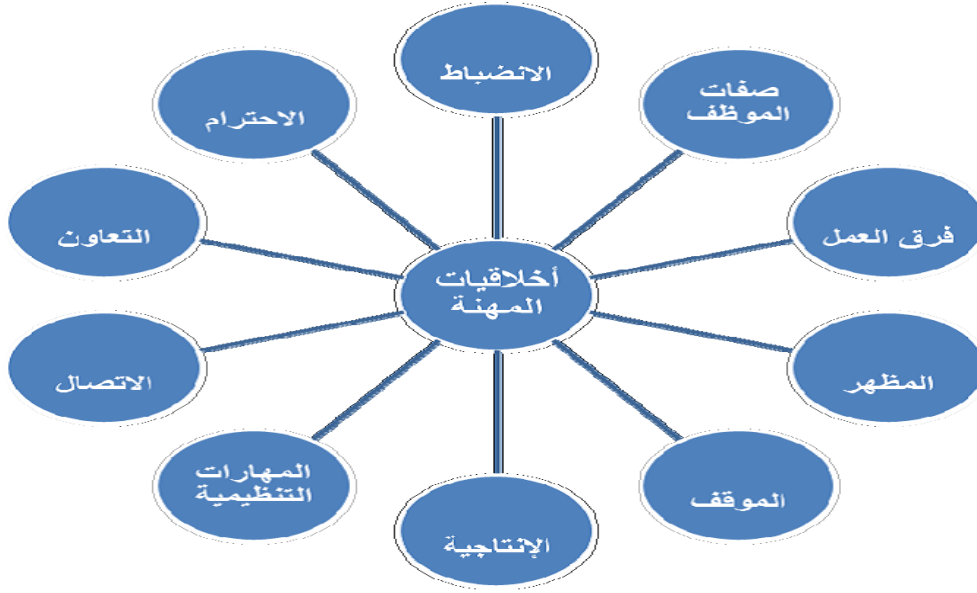 الانضباط
صفات
الموظف
فرق العمل
المظهر
الموقف
الإنتاجية
المهارات
التنظيمية
الاتصال
التعاون
الاحترام
أخلاقيات
المهنة